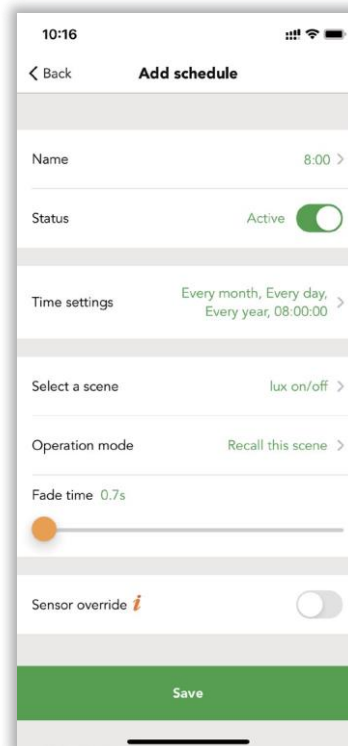 10:16
Back Add schedule
Name 8:00
Status Active
Time settings Every month, Every day,
Every year, 08:00:00
Select a scene lux on/off
Operation mode Recall this scene
Fade time 0.7s
Sensor override i
Save